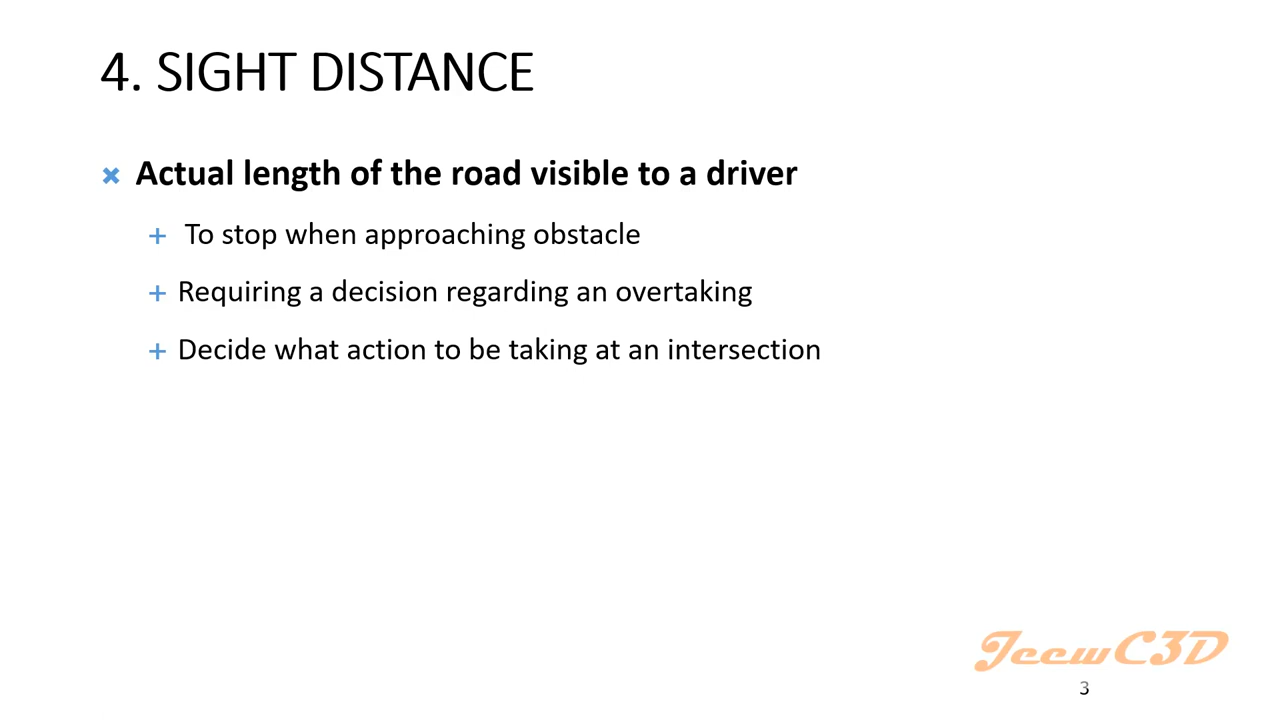 4. SIGHT DISTANCE
Actual length of the road visible to a driver
To stop when approaching obstacle
Requiring a decision regarding an overtaking
Decide what action to be taking at an intersection
JeewC3D
3